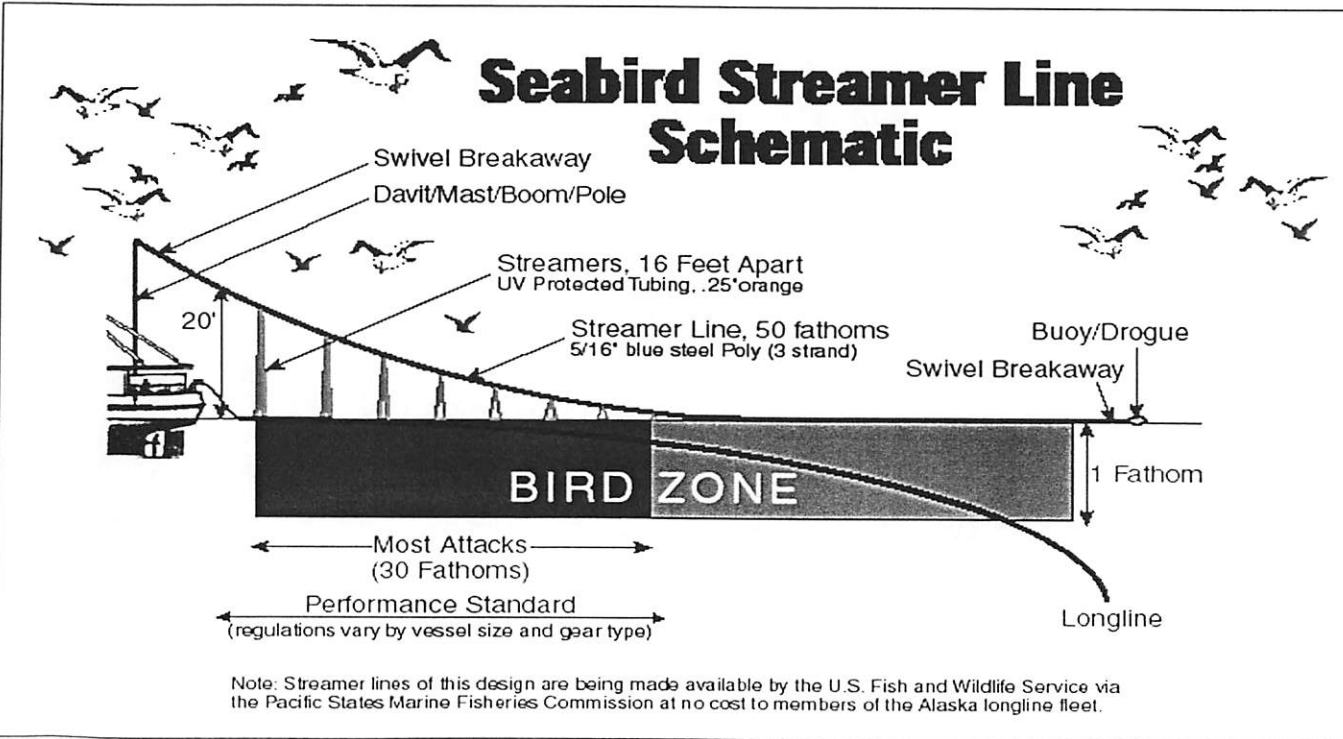 Seabird Streamer Line
Schematic
Swivel Breakaway
Davit/Mast/Boom/Pole
Streamers, 16 Feet Apart
UV Protected Tubing, .25"orange
20'
Streamer Line, 50 fathoms
5/16" blue steel Poly (3 strand)
Buoy/Drogue
Swivel Breakaway
BIRD ZONE
1 Fathom
Most Attacks
(30 Fathoms)
Performance Standard
(regulations vary by vessel size and gear type)
Longline
Note: Streamer lines of this design are being made available by the U.S. Fish and Wildlife Service via
the Pacific States Marine Fisheries Commission at no cost to members of the Alaska longline fleet.